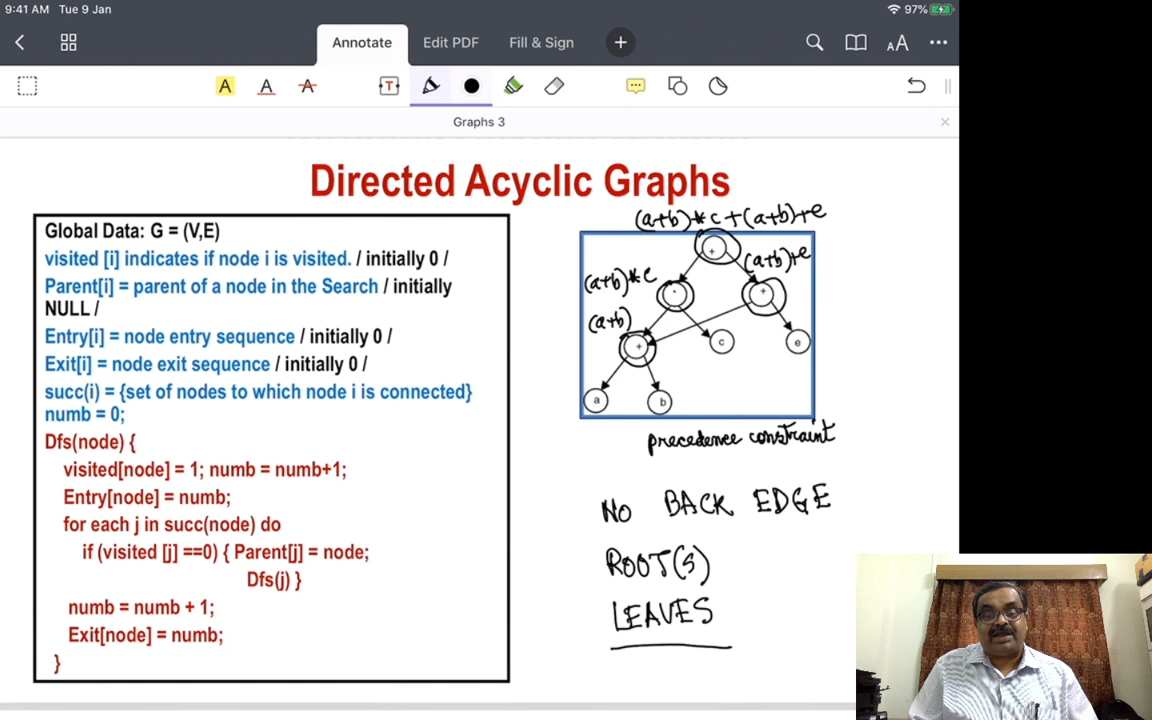 9:41 AM Tue 9 Jan
97%
Annotate
Edit PDF
Fill & Sign
A
A
A
T
AA
Graphs 3
Directed Acyclic Graphs
Global Data: G = (V,E)
visited [i] indicates if node i is visited. / initially 0 /
Parent[i] = parent of a node in the Search / initially
NULL /
Entry[i] = node entry sequence / initially 0 /
Exit[i] = node exit sequence / initially 0 /
succ(i) = {set of nodes to which node i is connected}
numb = 0;
Dfs(node) {
visited[node] = 1; numb = numb+1;
Entry[node] = numb;
for each j in succ(node) do
if (visited [j] ==0) { Parent[j] = node;
Dfs(j) }
numb = numb + 1;
Exit[node] = numb;
}
(a+b)*c+(a+b)+e
+
(a+b)+e
(a+b)*c
*
+
(a+b)
+
c
e
a
b
precedence constraint
NO BACK EDGE
ROOT(S)
LEAVES